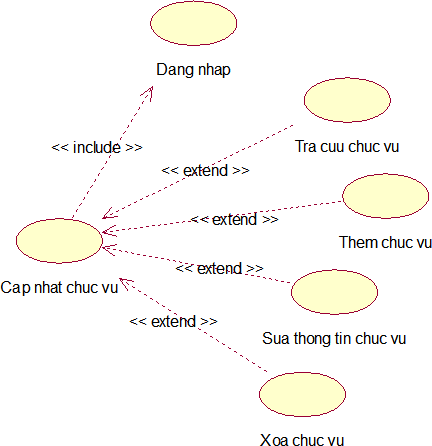 Dang nhap
<< include >>
Tra cuu chuc vu
<< extend >>
<< extend >>
Them chuc vu
<< extend >>
Cap nhat chuc vu
<< extend >>
Sua thong tin chuc vu
Xoa chuc vu